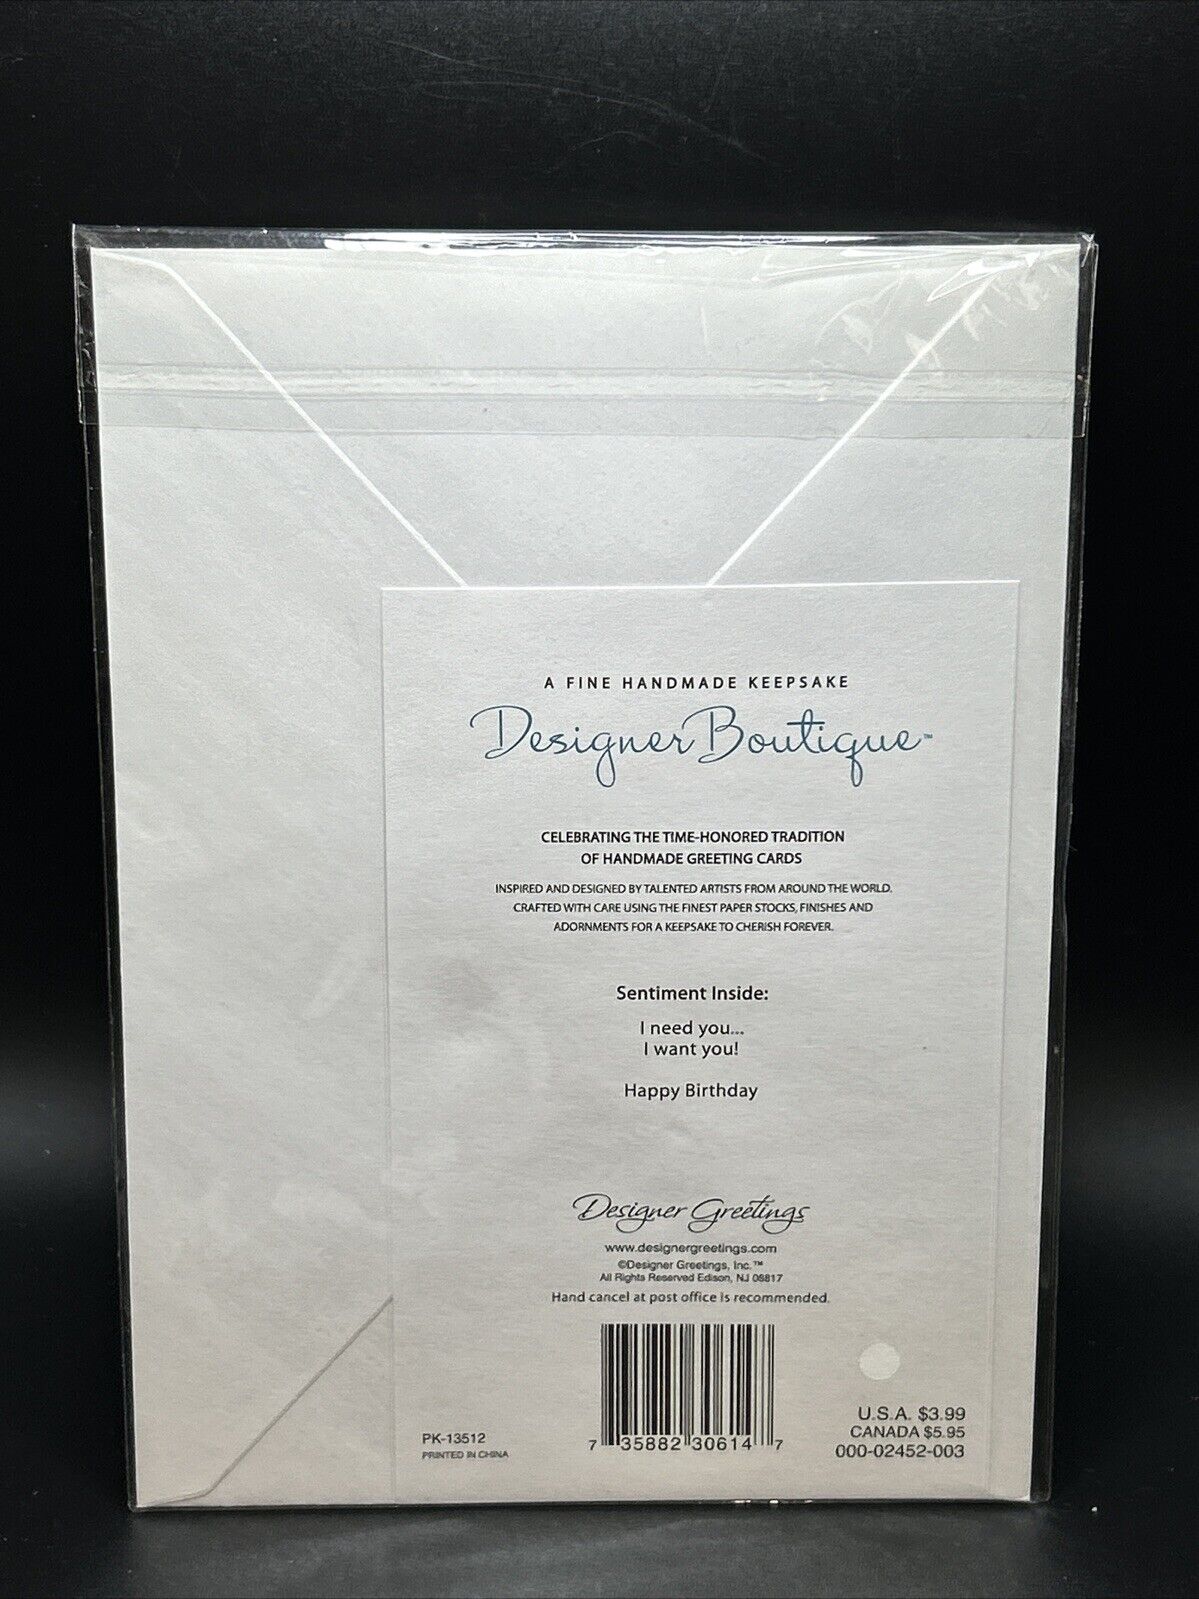 A FINE HANDMADE KEEPSAKE
Designer Boutique™
CELEBRATING THE TIME-HONORED TRADITION
OF HANDMADE GREETING CARDS
INSPIRED AND DESIGNED BY TALENTED ARTISTS FROM AROUND THE WORLD.
CRAFTED WITH CARE USING THE FINEST PAPER STOCKS, FINISHES AND
ADORNMENTS FOR A KEEPSAKE TO CHERISH FOREVER.
Sentiment Inside:
I need you...
I want you!
Happy Birthday
Designer Greetings
www.designergreetings.com
©Designer Greetings, Inc.™
All Rights Reserved Edison, NJ 08817
Hand cancel at post office is recommended.
7 35882 30614 7
PK-13512
PRINTED IN CHINA
U.S.A. $3.99
CANADA $5.95
000-02452-003